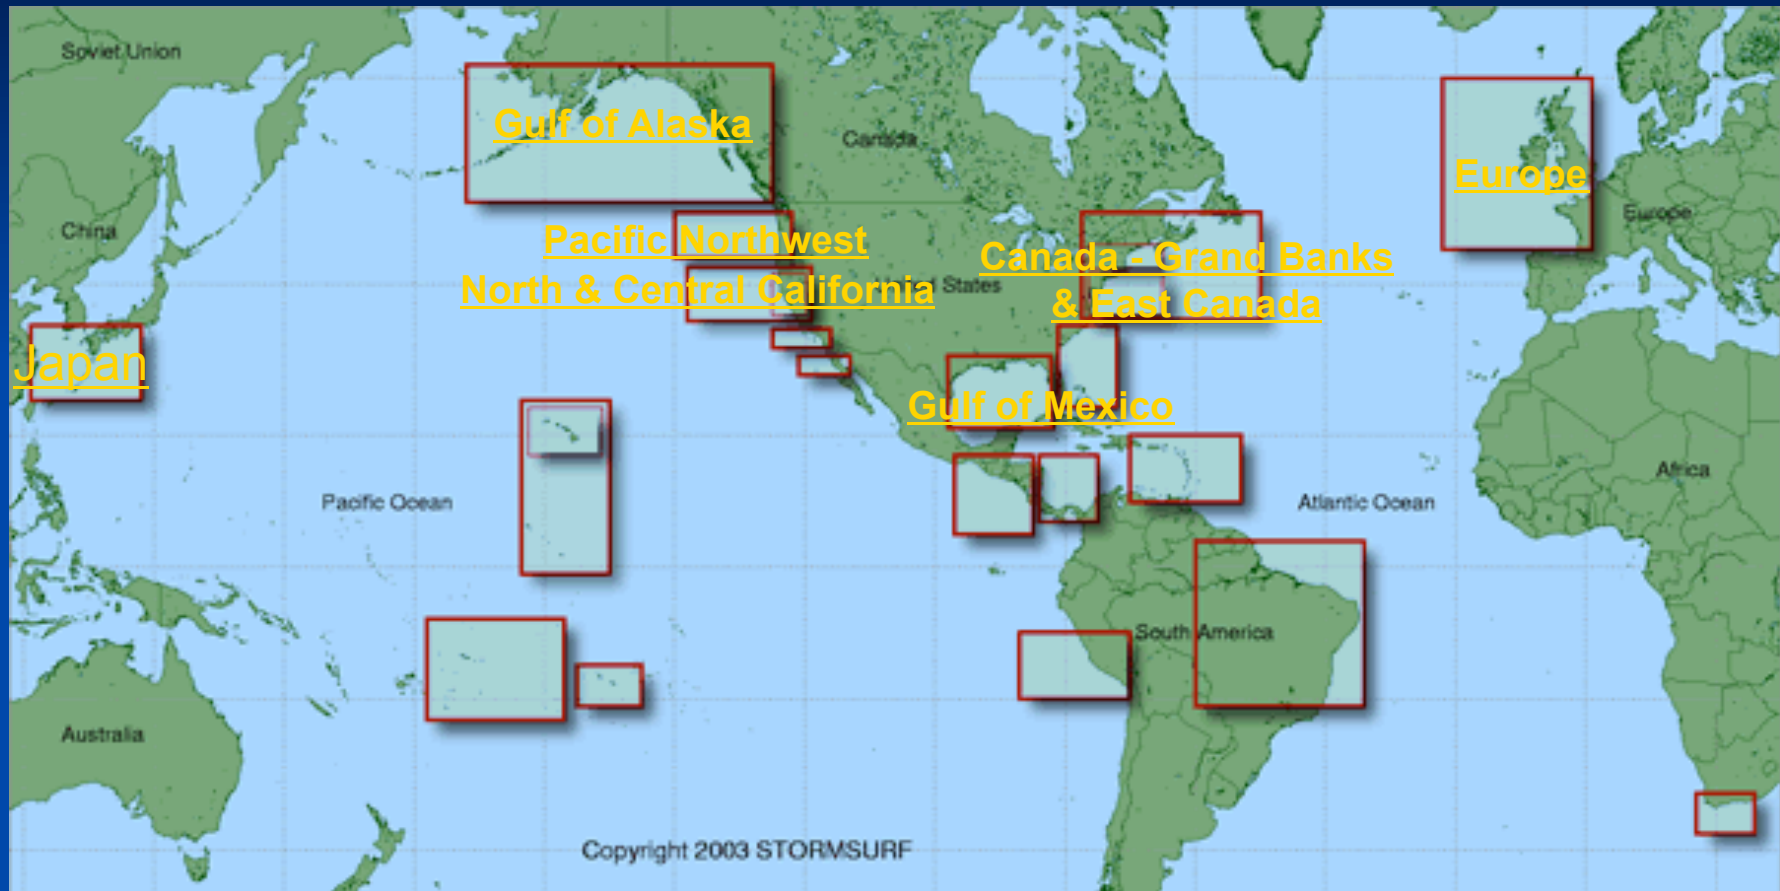 Soviet Union
Gulf of Alaska
Canada
Europe
China
Europe
Pacific Northwest
Canada - Grand Banks
North & Central California
States
& East Canada
Japan
Gulf of Mexico
Africa
Pacific Ocean
Atlantic Ocean
South America
Australia
Copyright 2003 STORMSURF